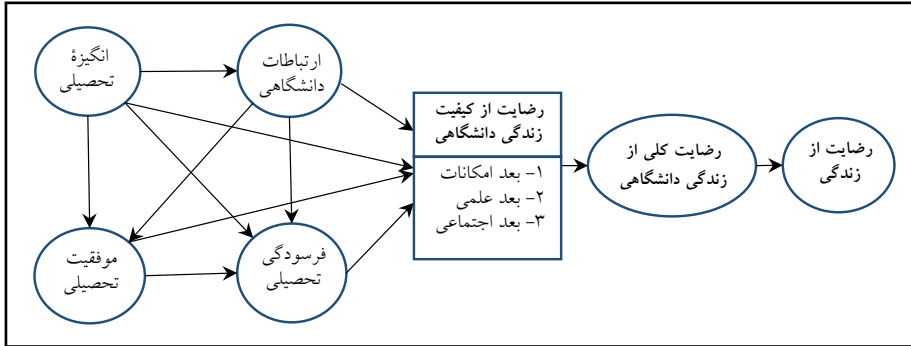 انگیزۀ
تحصیلی
ارتباطات
دانشگاهی
رضایت از کیفیت
زندگی دانشگاهی
۱- بعد امکانات
۲- بعد علمی
۳- بعد اجتماعی
رضایت کلی از
زندگی دانشگاهی
رضایت از
زندگی
موفقیت
تحصیلی
فرسودگی
تحصیلی